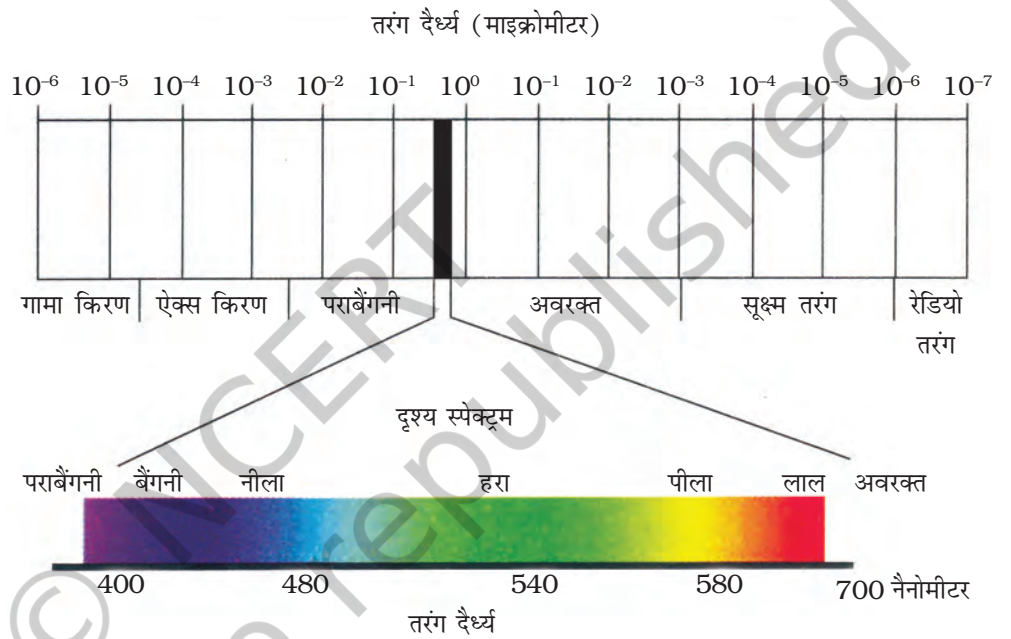 तरंग दैर्ध्य (माइक्रोमीटर)
10⁻⁶ 10⁻⁵ 10⁻⁴ 10⁻³ 10⁻² 10⁻¹ 10⁰ 10⁻¹ 10⁻² 10⁻³ 10⁻⁴ 10⁻⁵ 10⁻⁶ 10⁻⁷
गामा किरण ऐक्स किरण पराबैंगनी अवरक्त सूक्ष्म तरंग रेडियो
तरंग
दृश्य स्पेक्ट्रम
पराबैंगनी बैंगनी नीला हरा पीला लाल अवरक्त
400 480 540 580 700 नैनोमीटर
तरंग दैर्ध्य
© NCERT
republished